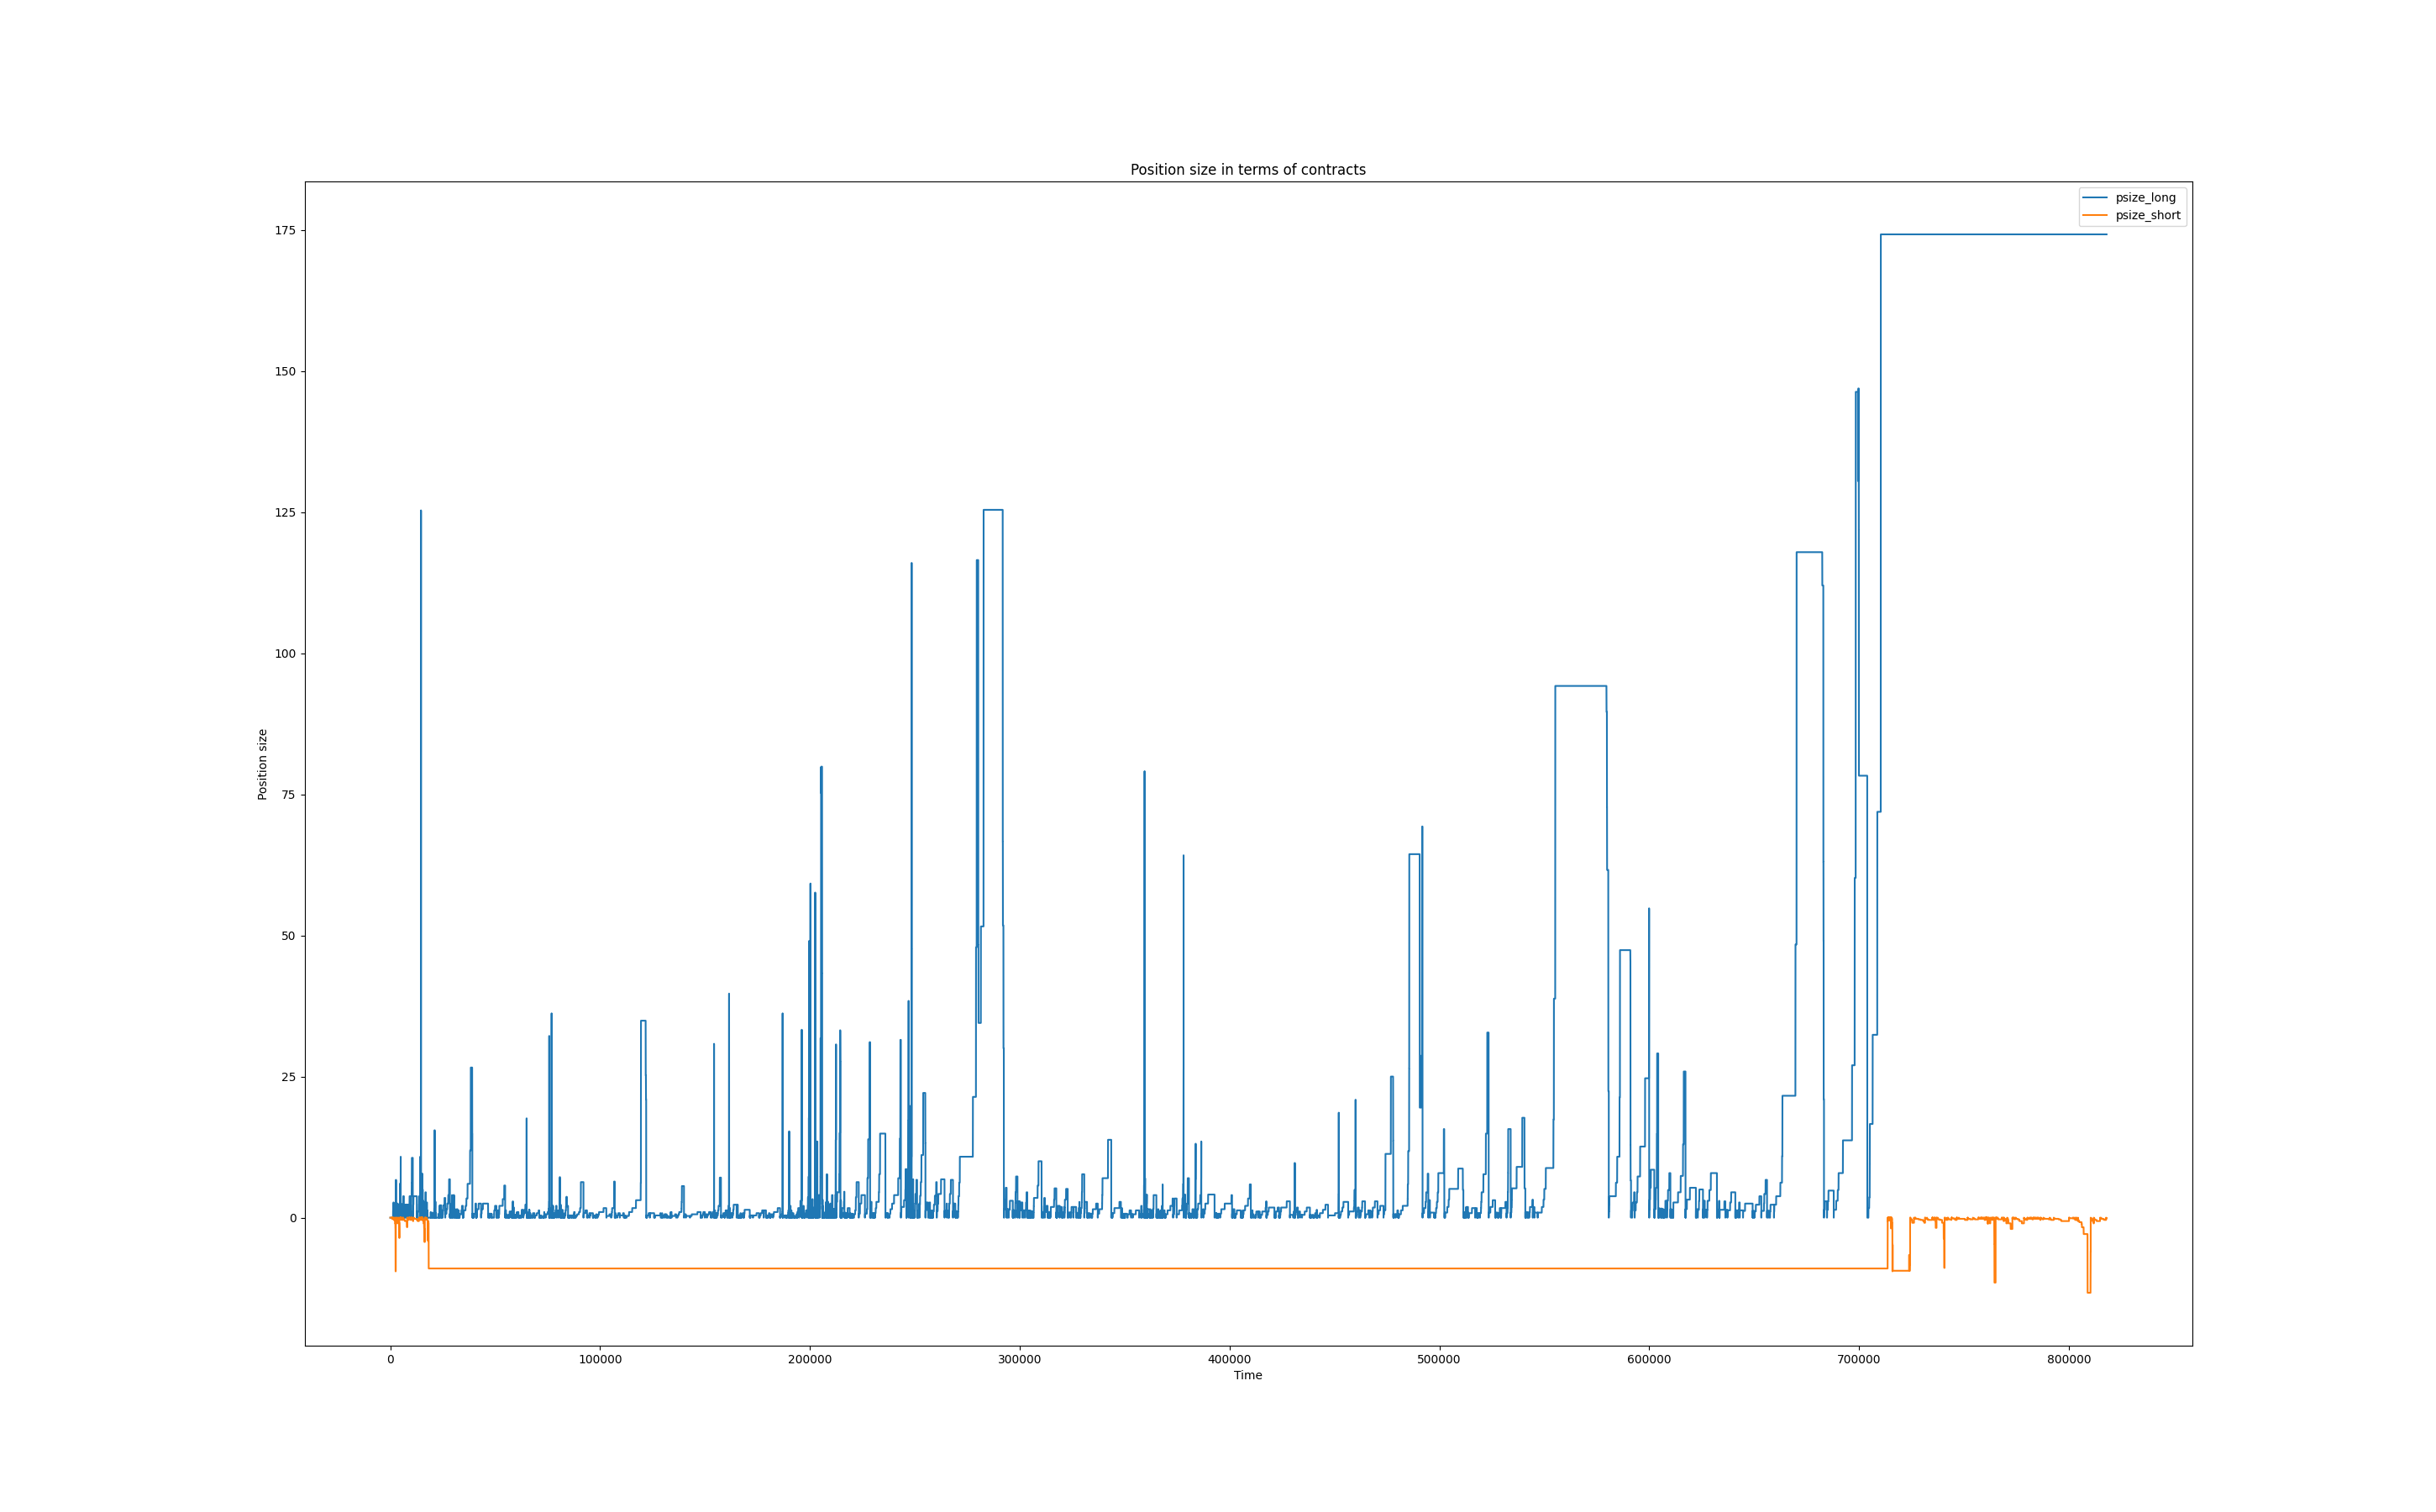 Position size in terms of contracts
psize_long
psize_short
175
150
125
100
75
50
25
0
Position size
0 100000 200000 300000 400000 500000 600000 700000 800000
Time